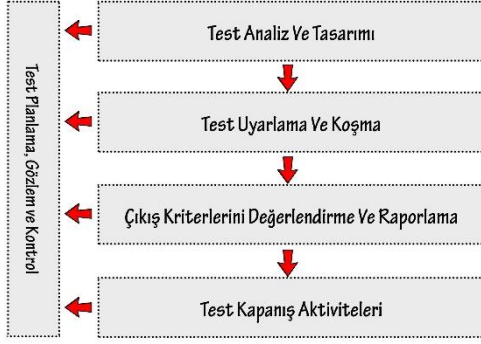 Test Planlama, Gözlem ve Kontrol
Test Analiz Ve Tasarımı
Test Uyarlama Ve Koşma
Çıkış Kriterlerini Değerlendirme Ve Raporlama
Test Kapanış Aktiviteleri